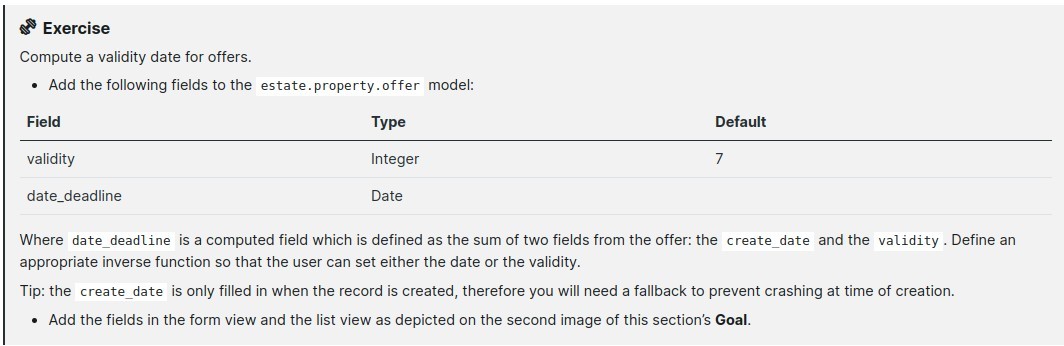 Exercise
Compute a validity date for offers.
• Add the following fields to the estate.property.offer model:
Field Type Default
validity Integer 7
date_deadline Date
Where date_deadline is a computed field which is defined as the sum of two fields from the offer: the create_date and the validity. Define an
appropriate inverse function so that the user can set either the date or the validity.
Tip: the create_date is only filled in when the record is created, therefore you will need a fallback to prevent crashing at time of creation.
• Add the fields in the form view and the list view as depicted on the second image of this section’s Goal.